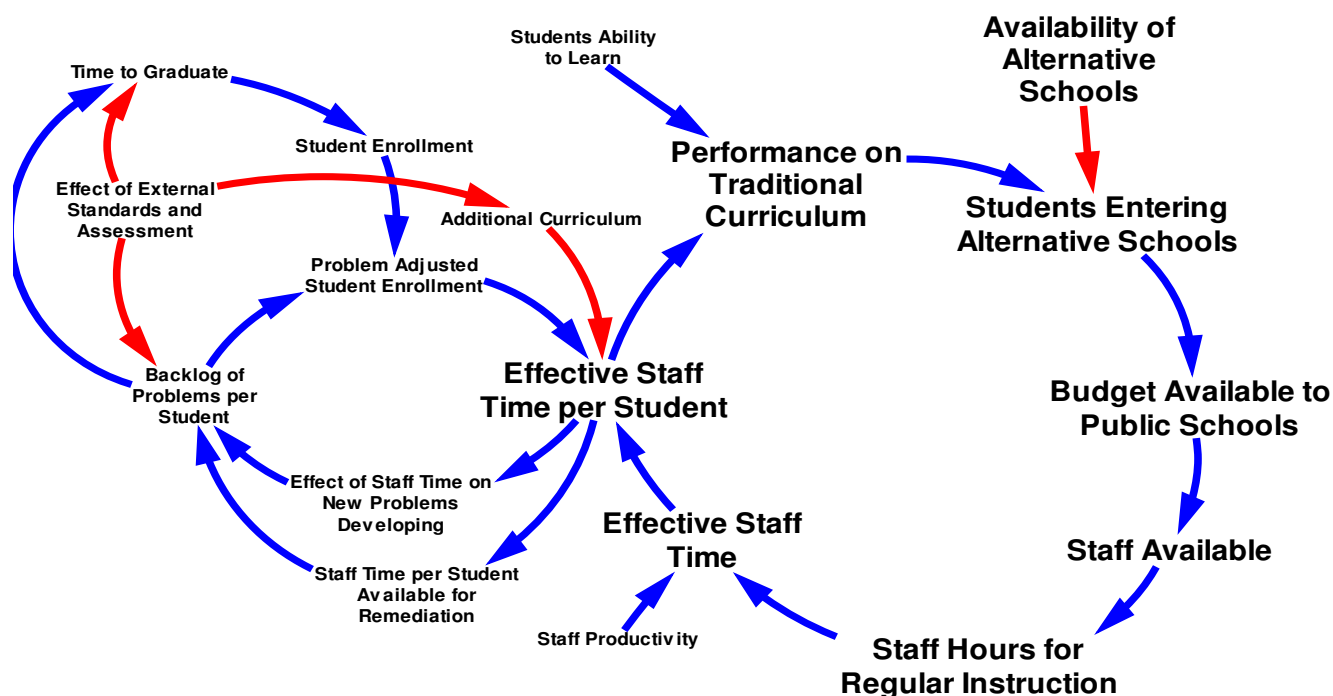 Students Ability
to Learn
Availability of
Alternative
Schools
Time to Graduate
Student Enrollment
Performance on
Traditional
Curriculum
Effect of External
Standards and
Assessment
Additional Curriculum
Students Entering
Alternative Schools
Problem Adjusted
Student Enrollment
Backlog of
Problems per
Student
Effective Staff
Time per Student
Budget Available to
Public Schools
Effect of Staff Time on
New Problems
Developing
Effective Staff
Time
Staff Available
Staff Time per Student
Available for
Remediation
Staff Productivity
Staff Hours for
Regular Instruction